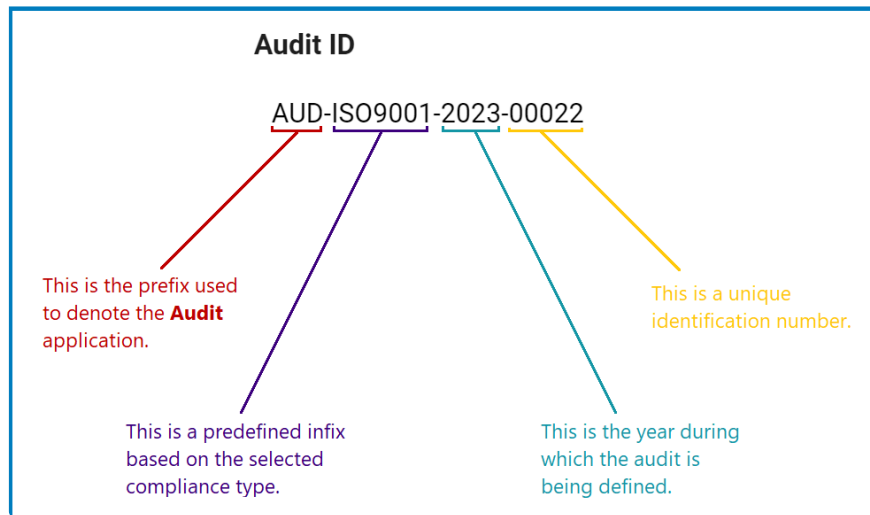 Audit ID
AUD-ISO9001-2023-00022
This is the prefix used
to denote the Audit
application.
This is a unique
identification number.
This is a predefined infix
based on the selected
compliance type.
This is the year during
which the audit is
being defined.